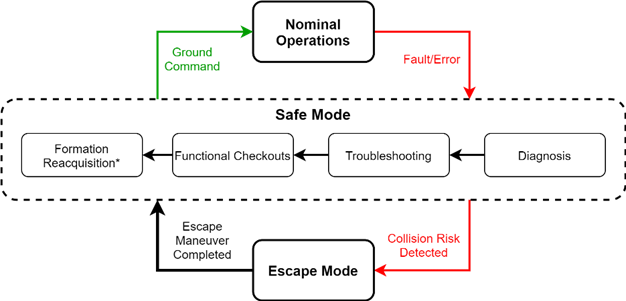 Nominal
Operations
Ground
Command
Fault/Error
Safe Mode
Formation
Reacquisition*
Functional Checkouts
Troubleshooting
Diagnosis
Escape
Maneuver
Completed
Collision Risk
Detected
Escape Mode